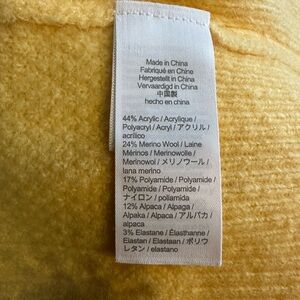 Made in China
Fabriqué en Chine
Hergestellt in China
Vervaardigd in China
中国製
hecho en china
44% Acrylic / Acrylique /
Polyacryl / Acryl / アクリル /
acrílico
24% Merino Wool / Laine
Mérinos / Merinowolle /
Merinowol / メリノウール /
lana merino
17% Polyamide / Polyamide /
Polyamide / Polyamide /
ナイロン / poliamida
12% Alpaca / Alpaga /
Alpaka / Alpaca / アルパカ /
alpaca
3% Elastane / Élasthanne /
Elastan / Elastaan / ポリウ
レタン / elastano